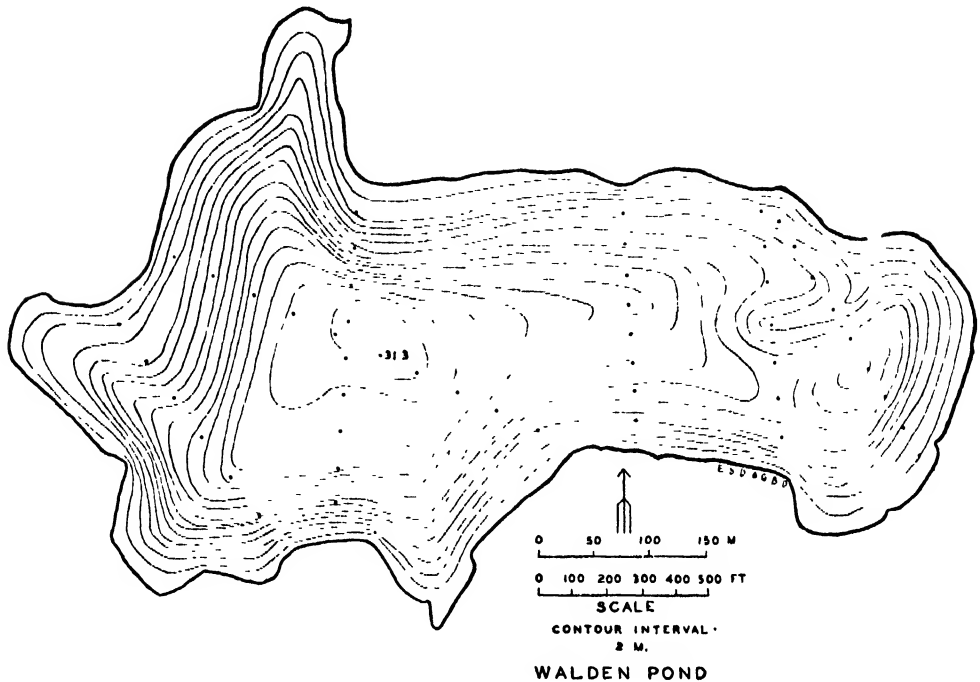 ·31 3
E S D & G B D
0 50 100 150 M
0 100 200 300 400 500 FT
SCALE
CONTOUR INTERVAL·
2 M.
WALDEN POND